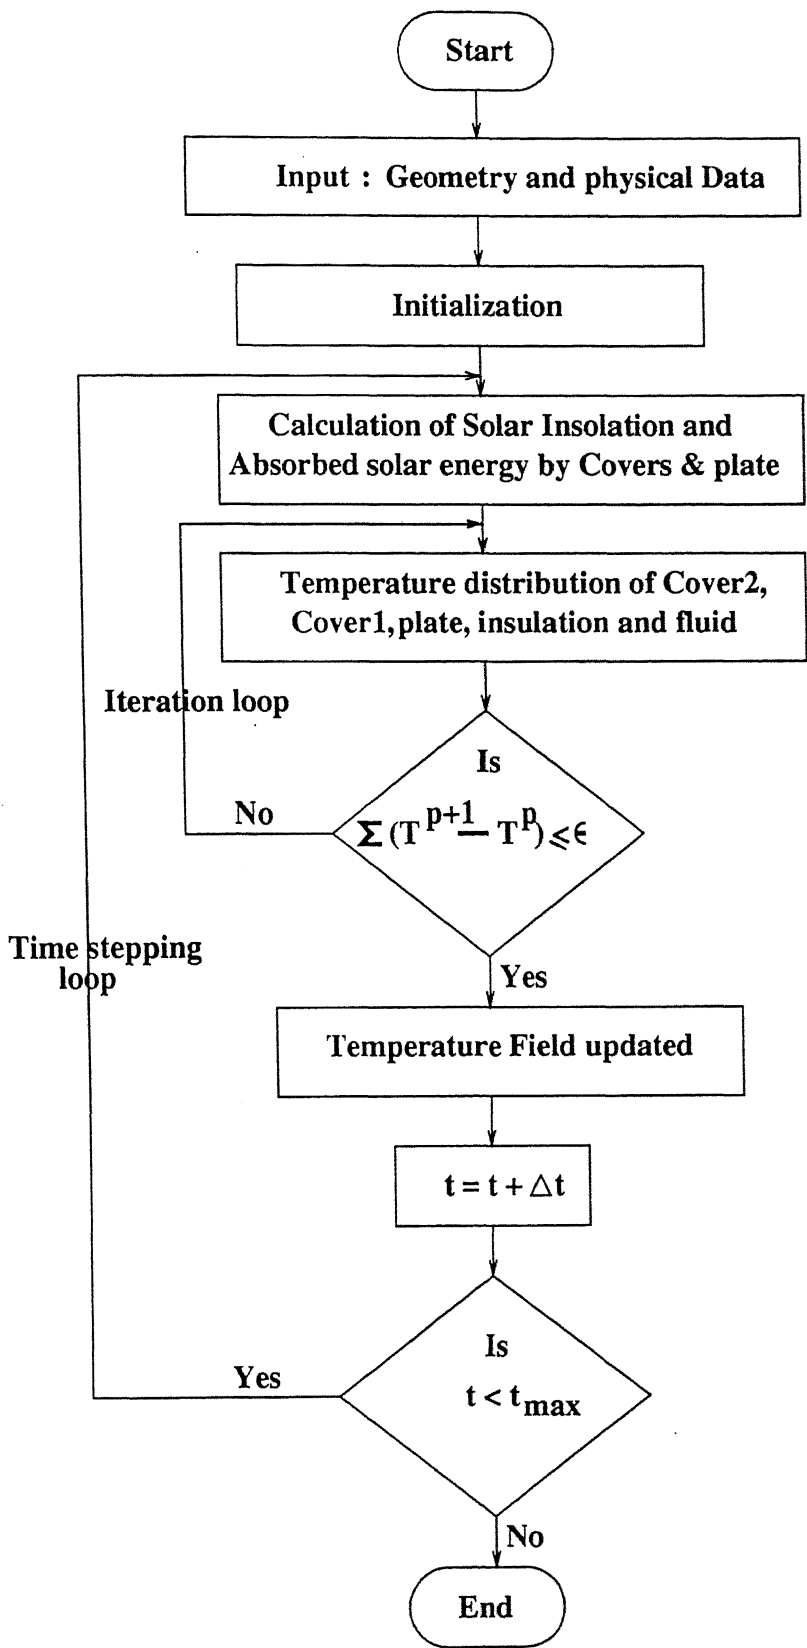 Start
Input : Geometry and physical Data
Initialization
Calculation of Solar Insolation and
Absorbed solar energy by Covers & plate
Temperature distribution of Cover2,
Cover1, plate, insulation and fluid
Iteration loop
Is
No
Σ (T^{p+1} − T^p) ⩽ ϵ
Time stepping
loop
Yes
Temperature Field updated
t = t + △t
Is
Yes
t < t_{max}
No
End